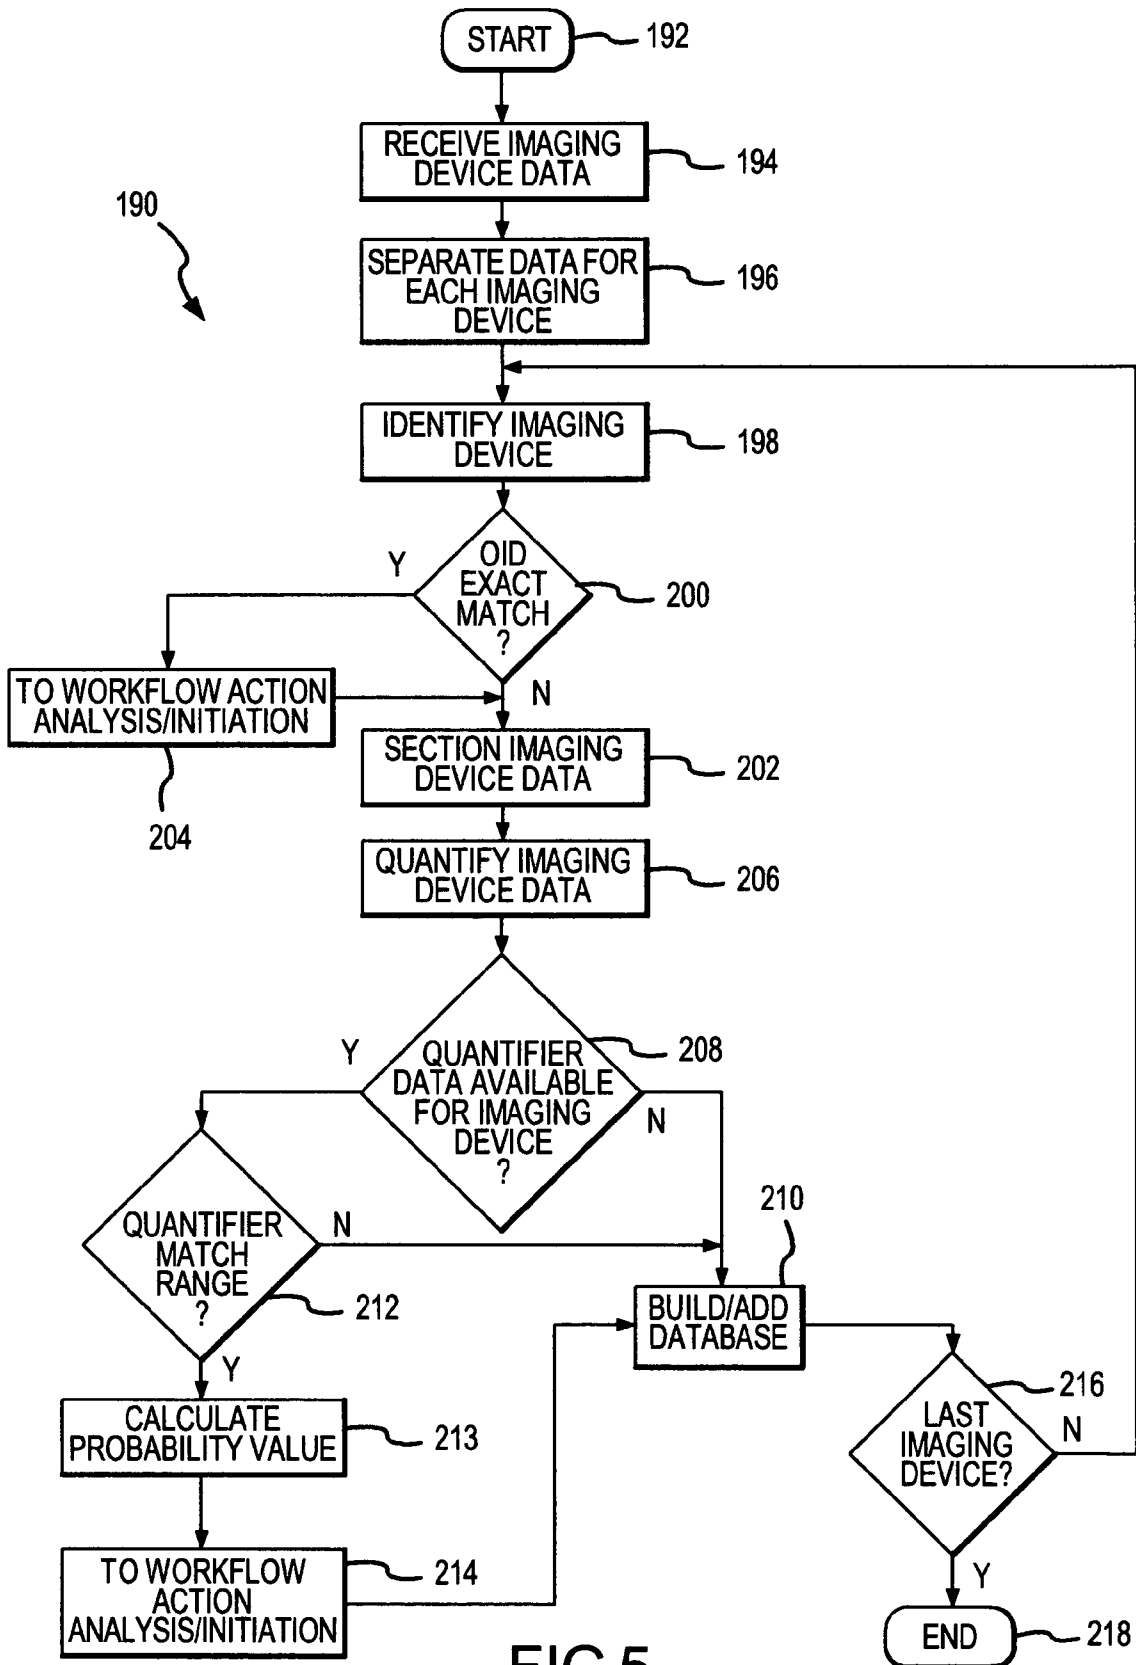 START
192
RECEIVE IMAGING
DEVICE DATA
194
190
SEPARATE DATA FOR
EACH IMAGING
DEVICE
196
IDENTIFY IMAGING
DEVICE
198
Y
OID
EXACT
MATCH
?
200
N
TO WORKFLOW ACTION
ANALYSIS/INITIATION
204
SECTION IMAGING
DEVICE DATA
202
QUANTIFY IMAGING
DEVICE DATA
206
Y
QUANTIFIER
DATA AVAILABLE
FOR IMAGING
DEVICE
?
208
N
QUANTIFIER
MATCH
RANGE
?
212
N
Y
210
BUILD/ADD
DATABASE
CALCULATE
PROBABILITY VALUE
213
LAST
IMAGING
DEVICE?
216
N
Y
TO WORKFLOW
ACTION
ANALYSIS/INITIATION
214
END
218
FIG.5